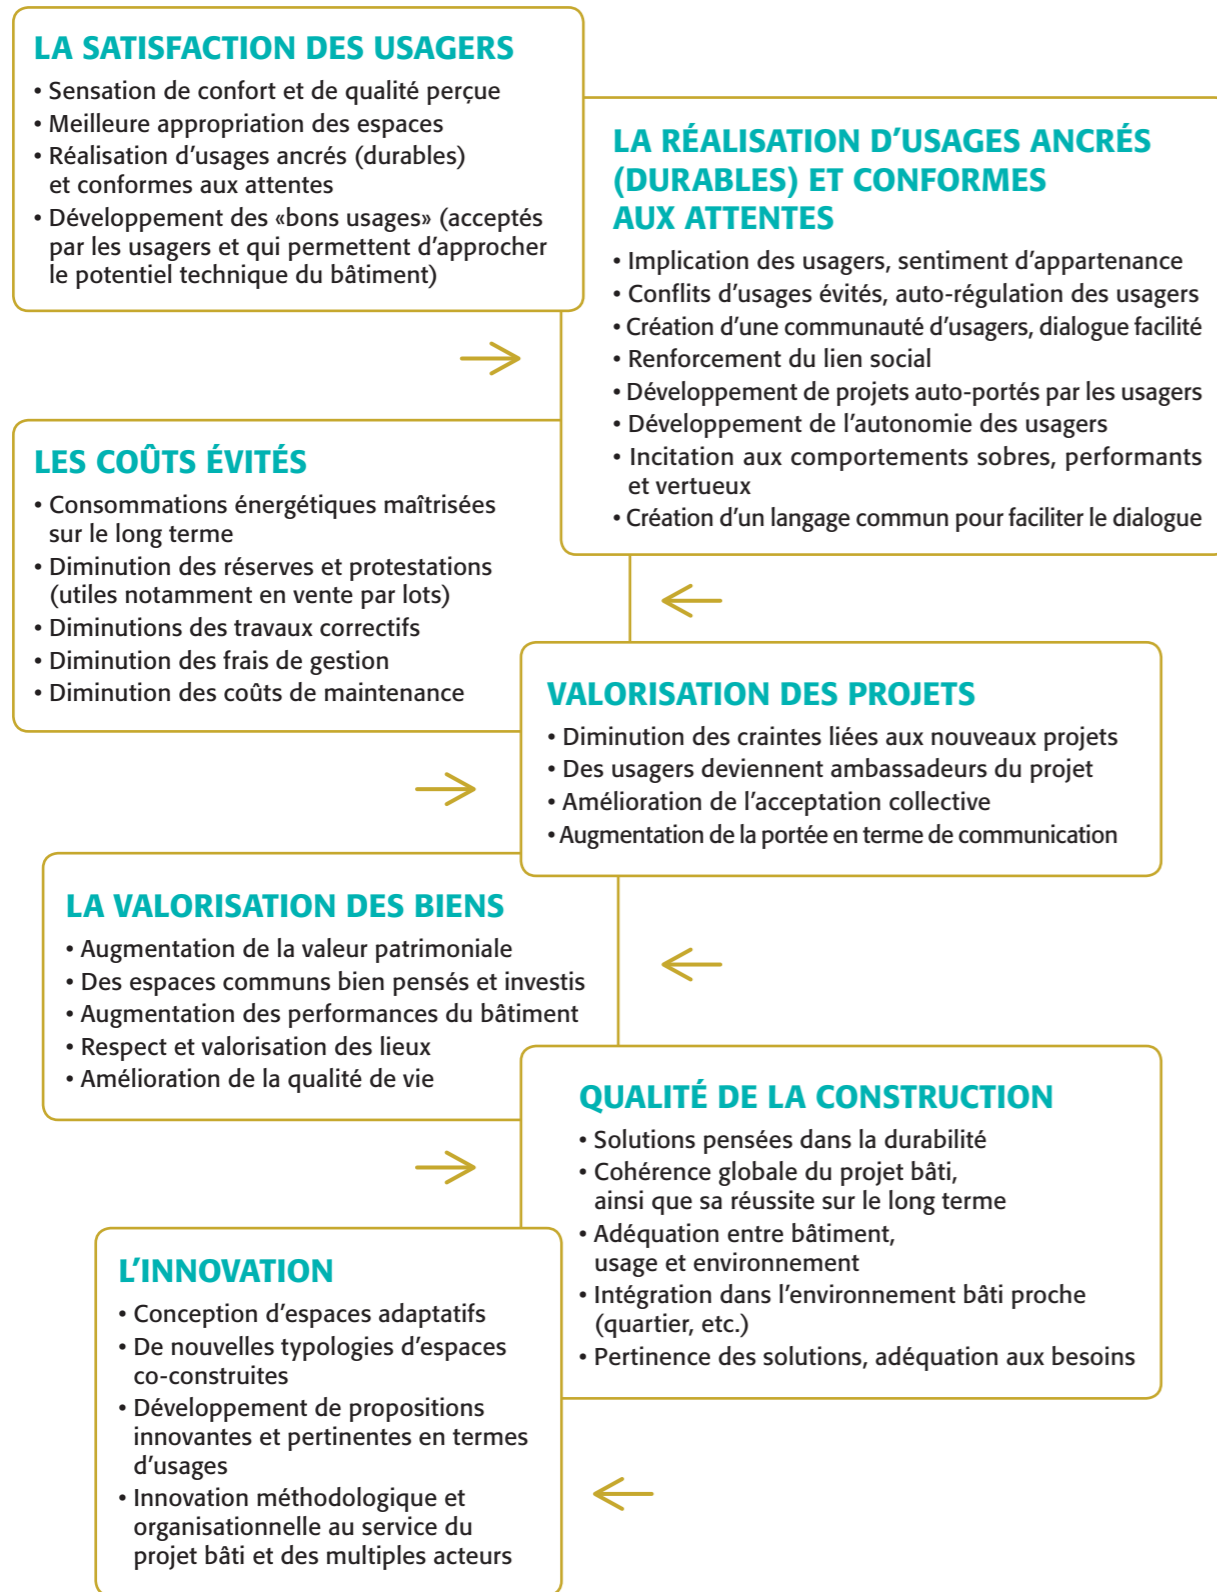 LA SATISFACTION DES USAGERS
• Sensation de confort et de qualité perçue
• Meilleure appropriation des espaces
• Réalisation d’usages ancrés (durables)
et conformes aux attentes
• Développement des «bons usages» (acceptés
par les usagers et qui permettent d’approcher
le potentiel technique du bâtiment)
LA RÉALISATION D’USAGES ANCRÉS
(DURABLES) ET CONFORMES
AUX ATTENTES
• Implication des usagers, sentiment d’appartenance
• Conflits d’usages évités, auto-régulation des usagers
• Création d’une communauté d’usagers, dialogue facilité
• Renforcement du lien social
• Développement de projets auto-portés par les usagers
• Développement de l’autonomie des usagers
• Incitation aux comportements sobres, performants
et vertueux
• Création d’un langage commun pour faciliter le dialogue
LES COÛTS ÉVITÉS
• Consommations énergétiques maîtrisées
sur le long terme
• Diminution des réserves et protestations
(utiles notamment en vente par lots)
• Diminutions des travaux correctifs
• Diminution des frais de gestion
• Diminution des coûts de maintenance
VALORISATION DES PROJETS
• Diminution des craintes liées aux nouveaux projets
• Des usagers deviennent ambassadeurs du projet
• Amélioration de l’acceptation collective
• Augmentation de la portée en terme de communication
LA VALORISATION DES BIENS
• Augmentation de la valeur patrimoniale
• Des espaces communs bien pensés et investis
• Augmentation des performances du bâtiment
• Respect et valorisation des lieux
• Amélioration de la qualité de vie
QUALITÉ DE LA CONSTRUCTION
• Solutions pensées dans la durabilité
• Cohérence globale du projet bâti,
ainsi que sa réussite sur le long terme
• Adéquation entre bâtiment,
usage et environnement
• Intégration dans l’environnement bâti proche
(quartier, etc.)
• Pertinence des solutions, adéquation aux besoins
L’INNOVATION
• Conception d’espaces adaptatifs
• De nouvelles typologies d’espaces
co-construites
• Développement de propositions
innovantes et pertinentes en termes
d’usages
• Innovation méthodologique et
organisationnelle au service du
projet bâti et des multiples acteurs